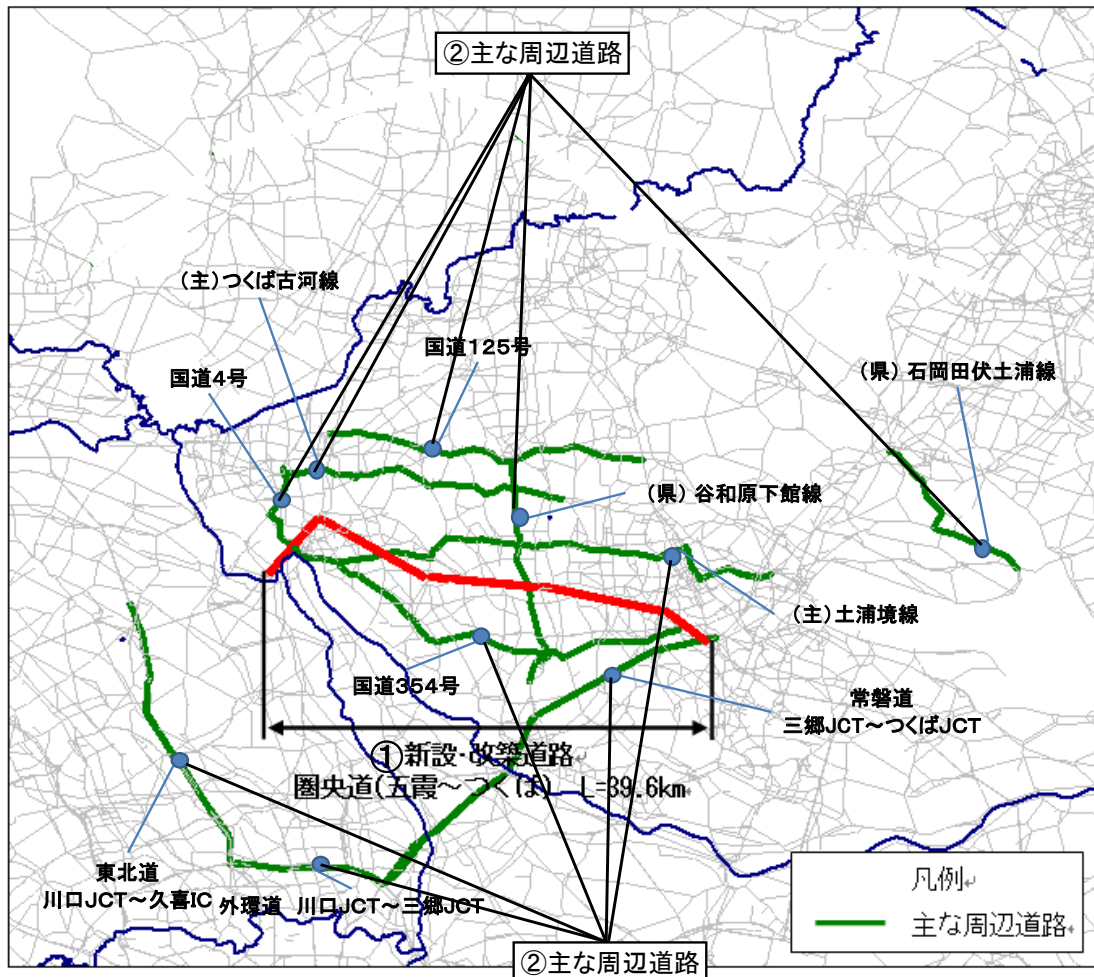 ②主な周辺道路
(主)つくば古河線
国道125号
国道4号
(県) 石岡田伏土浦線
(県) 谷和原下館線
(主)土浦境線
国道354号
常磐道
三郷JCT～つくばJCT
①新設・改築道路
圏央道(五霞～つくば) L=39.6km
東北道
川口JCT～久喜IC
外環道 川口JCT～三郷JCT
凡例
主な周辺道路
②主な周辺道路